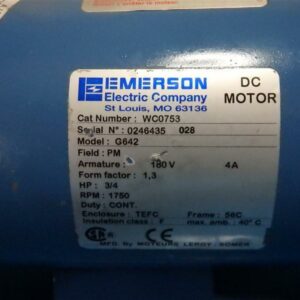 EMERSON
Electric Company
St Louis, MO 63136
DC
MOTOR
Cat Number : WC0753
Serial N° : 0246435 028
Model : G642
Field : PM
Armature : 180 V 4A
Form factor : 1,3
HP : 3/4
RPM : 1750
Duty : CONT.
Enclosure : TEFC Frame : 56C
Insulation class : F max. amb. : 40° C
MFG BY MOTEURS LEROY SOMER